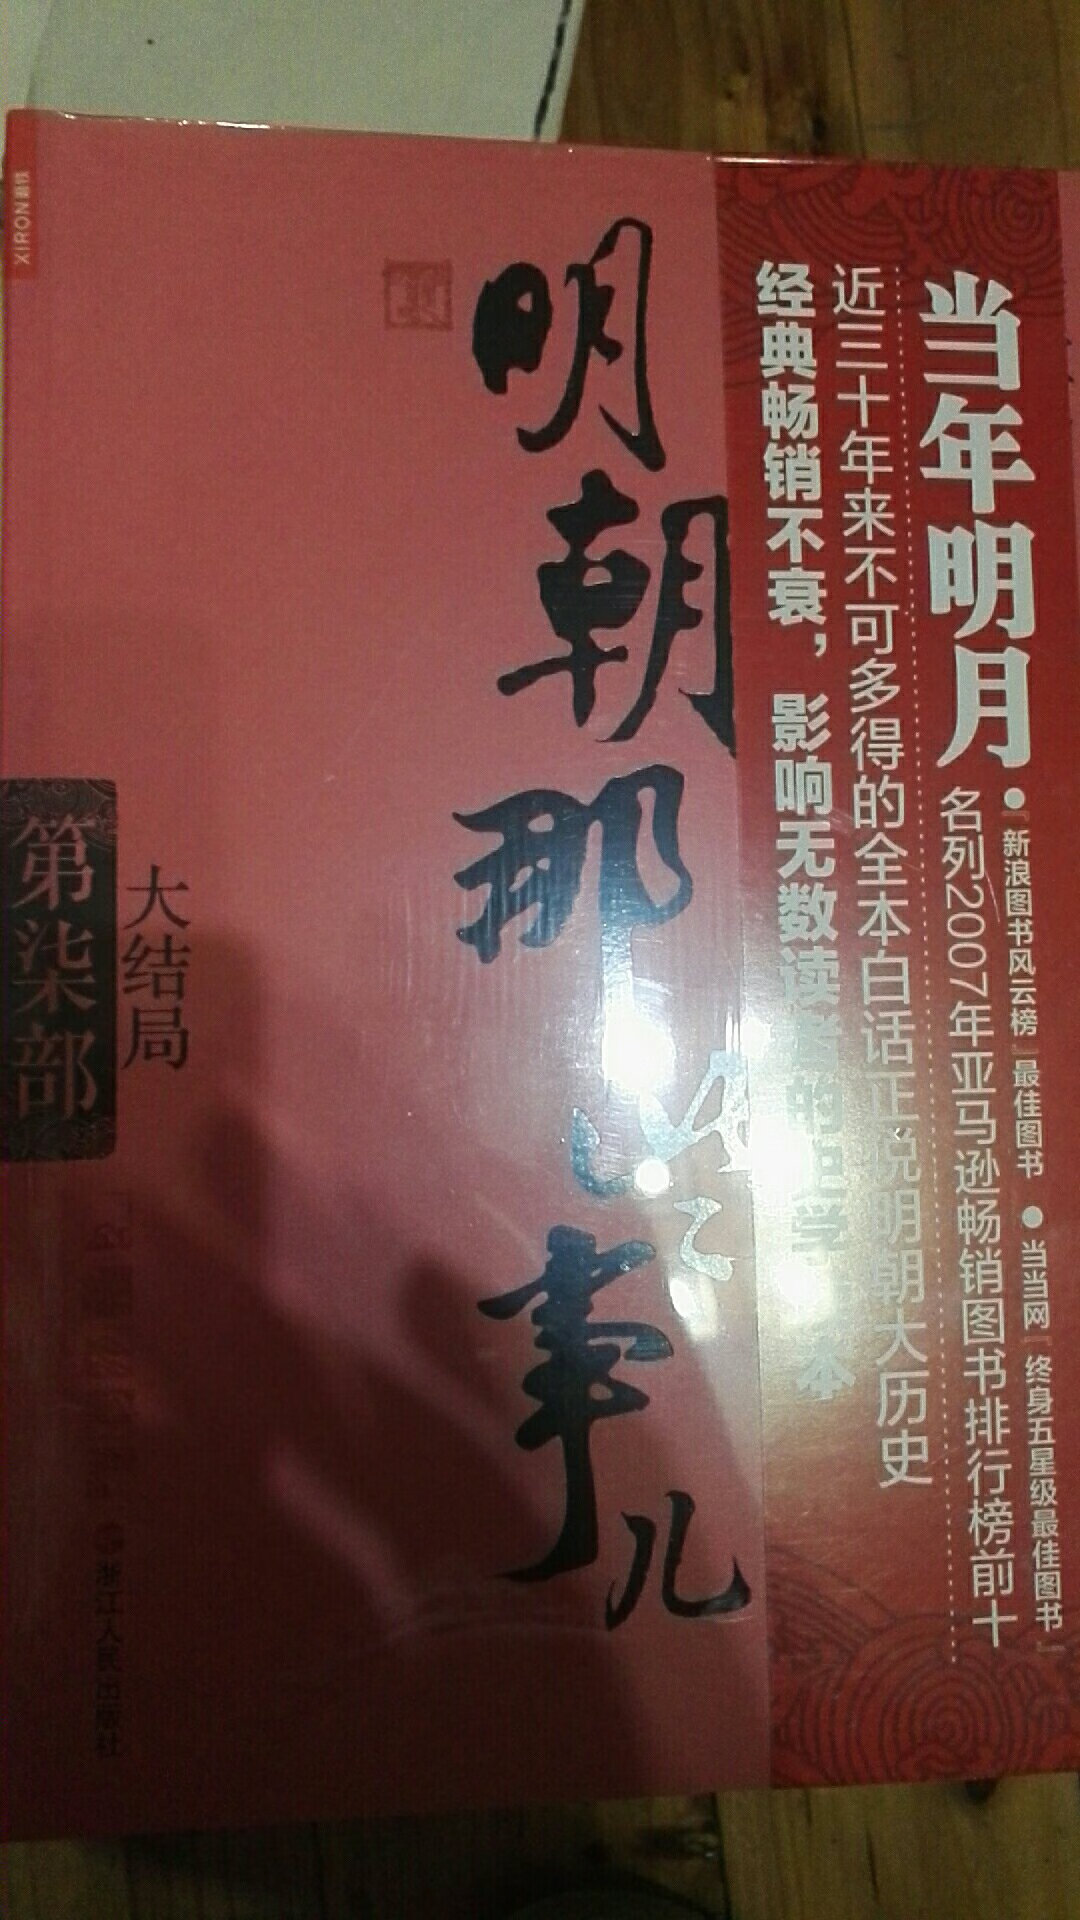 当年明月
●『新浪图书风云榜』最佳图书 ●当当网『终身五星级最佳图书』
名列2007年亚马逊畅销图书排行榜前十
近三十年来不可多得的全本白话正说明朝大历史
经典畅销不衰，影响无数读者的史学
本
明朝那些事儿
大结局
第柒部
浙江人民出版社
XIRON